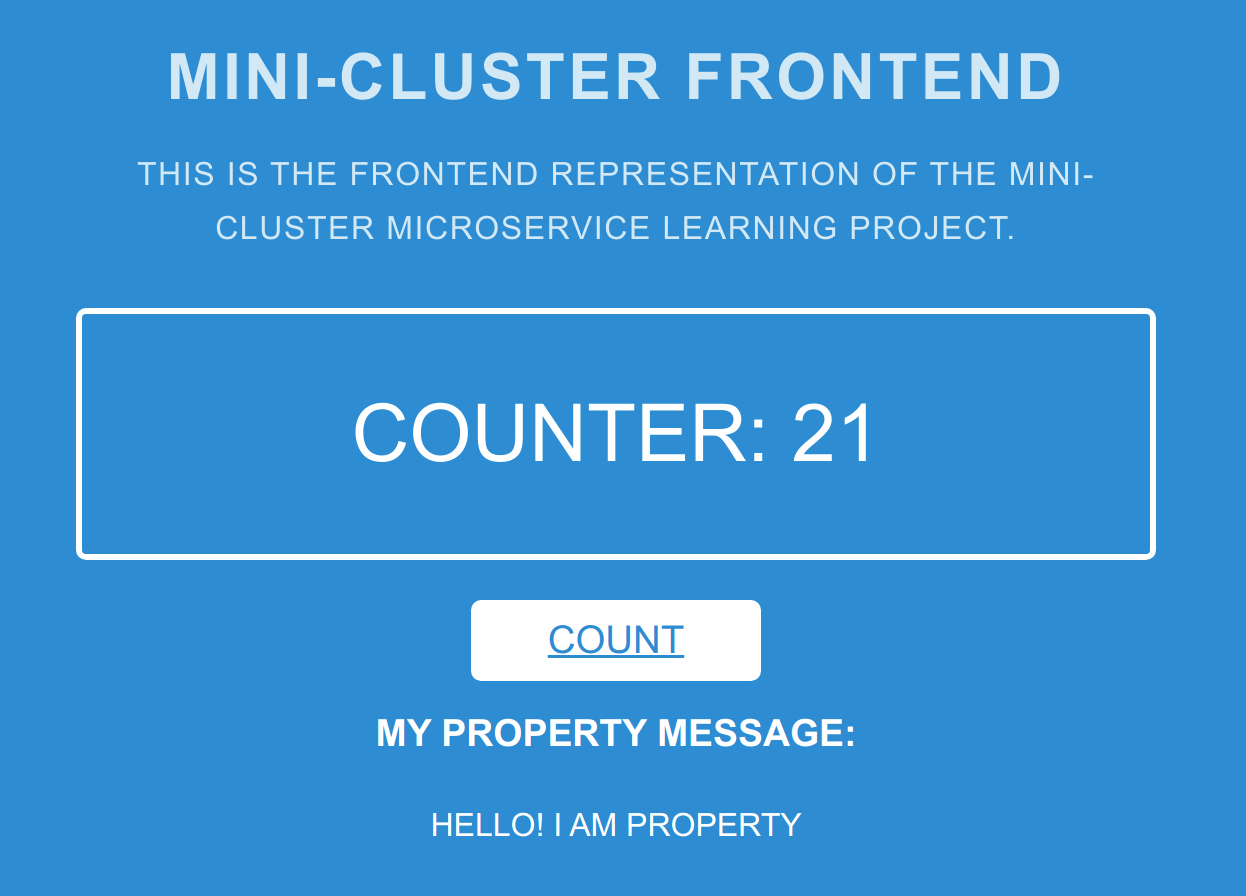 MINI-CLUSTER FRONTEND
THIS IS THE FRONTEND REPRESENTATION OF THE MINI-
CLUSTER MICROSERVICE LEARNING PROJECT.
COUNTER: 21
COUNT
MY PROPERTY MESSAGE:
HELLO! I AM PROPERTY